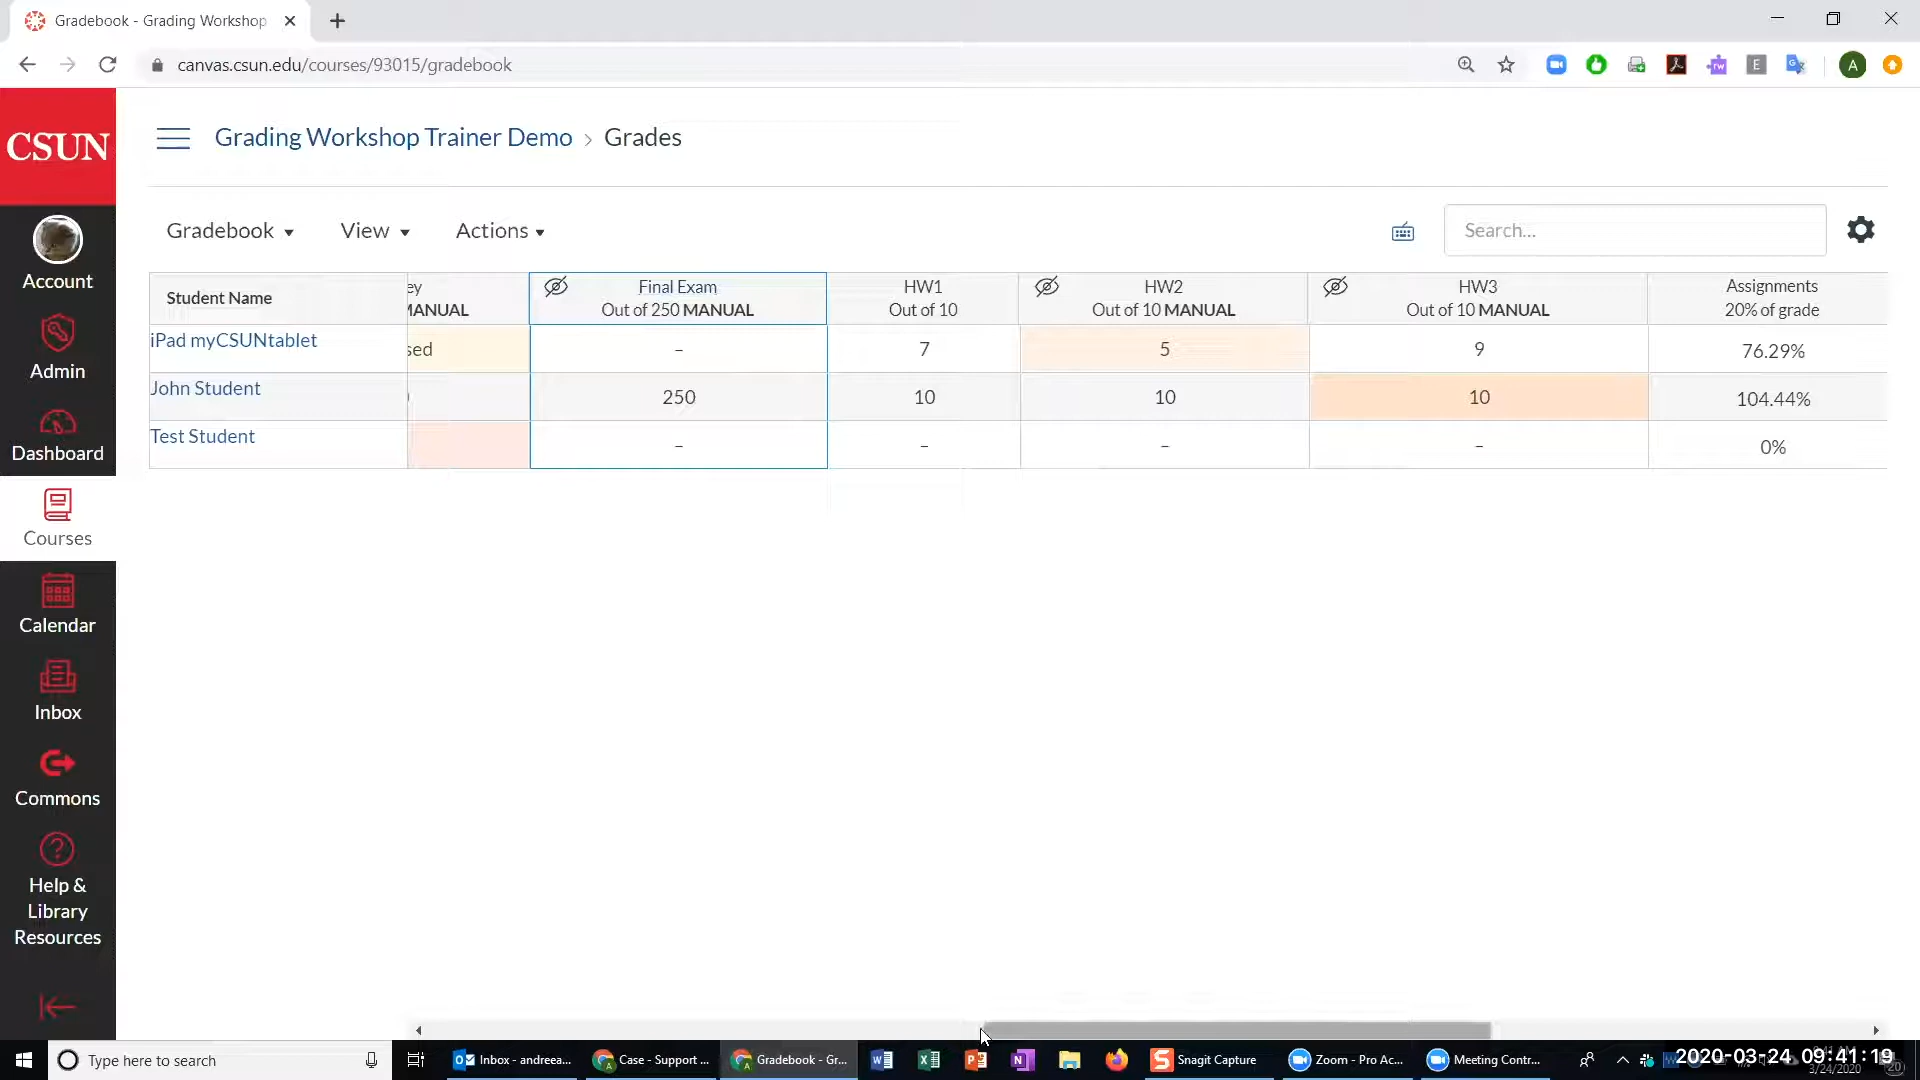 Gradebook - Grading Workshop
canvas.csun.edu/courses/93015/gradebook
CSUN
Grading Workshop Trainer Demo › Grades
Gradebook View Actions
Search...
Student Name
ey
MANUAL
Final Exam
Out of 250 MANUAL
HW1
Out of 10
HW2
Out of 10 MANUAL
HW3
Out of 10 MANUAL
Assignments
20% of grade
iPad myCSUNtablet sed – 7 5 9 76.29%
John Student 250 10 10 10 104.44%
Test Student – – – – 0%
Account
Admin
Dashboard
Courses
Calendar
Inbox
Commons
Help &
Library
Resources
Type here to search
Inbox - andreea...
Case - Support ...
Gradebook - Gr...
Snagit Capture
Zoom - Pro Ac...
Meeting Contr...
2020-03-24 09:41:19
3/24/2020